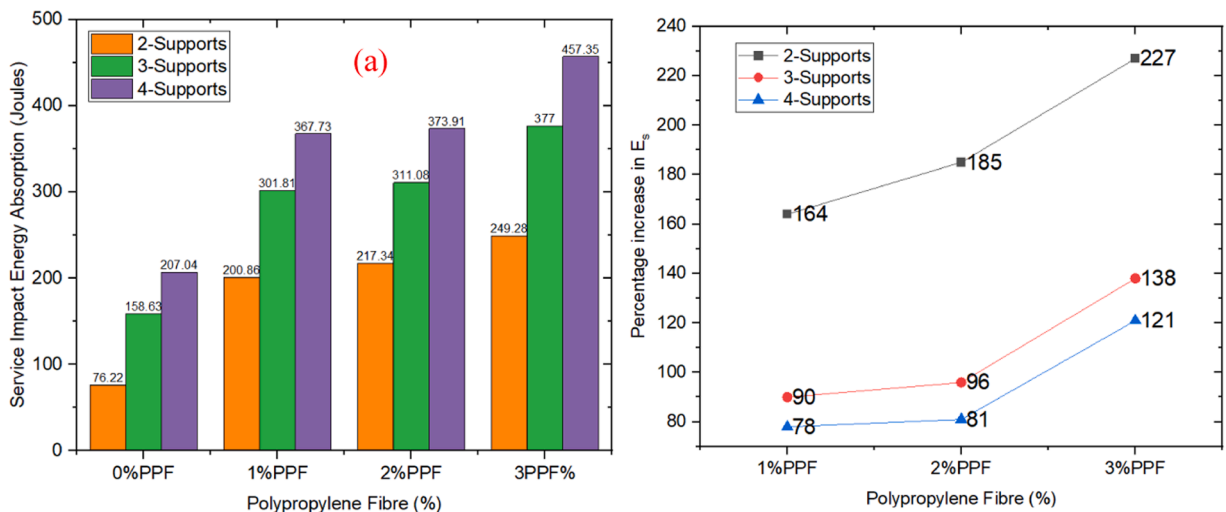 500
450
400
350
300
250
200
150
100
50
0
Service Impact Energy Absorption (Joules)
2-Supports
3-Supports
4-Supports
(a)
76.22
158.63
207.04
200.86
301.81
367.73
217.34
311.08
373.91
249.28
377
457.35
0%PPF
1%PPF
2%PPF
3PPF%
Polypropylene Fibre (%)
240
220
200
180
160
140
120
100
80
Percentage increase in Es
2-Supports
3-Supports
4-Supports
164
185
227
90
96
138
78
81
121
1%PPF
2%PPF
3%PPF
Polypropylene Fibre (%)